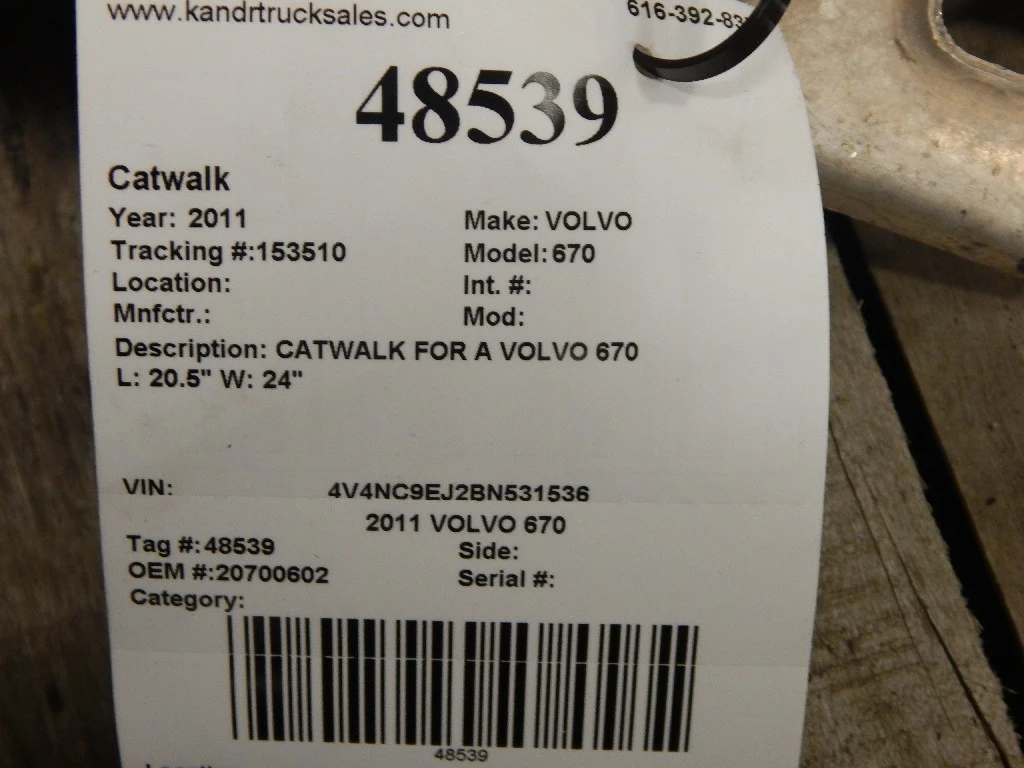 www.kandrtrucksales.com 616-392-83
48539
Catwalk
Year: 2011 Make: VOLVO
Tracking #:153510 Model: 670
Location: Int. #:
Mnfctr.: Mod:
Description: CATWALK FOR A VOLVO 670
L: 20.5" W: 24"
VIN: 4V4NC9EJ2BN531536
2011 VOLVO 670
Tag #: 48539 Side:
OEM #:20700602 Serial #:
Category:
48539